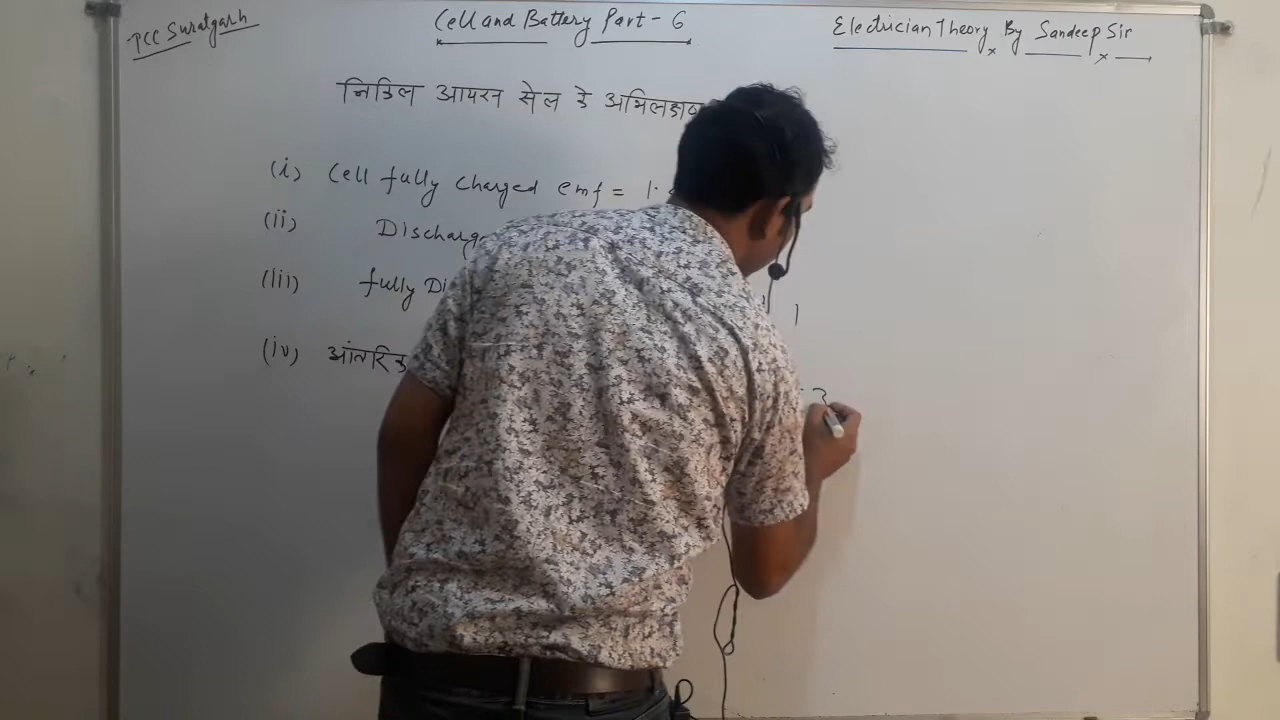 PCC Suratgarh
Cell and Battery Part - 6
Electrician Theory By Sandeep Sir
निकिल आयरन सेल के अभिलक्षण
(i) Cell fully charged emf = 1.
(ii) Discharg
(iii) fully Di
(iv) आंतरिक